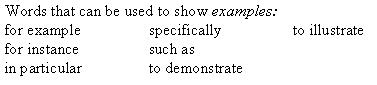 Words that can be used to show examples:
for example specifically to illustrate
for instance such as
in particular to demonstrate